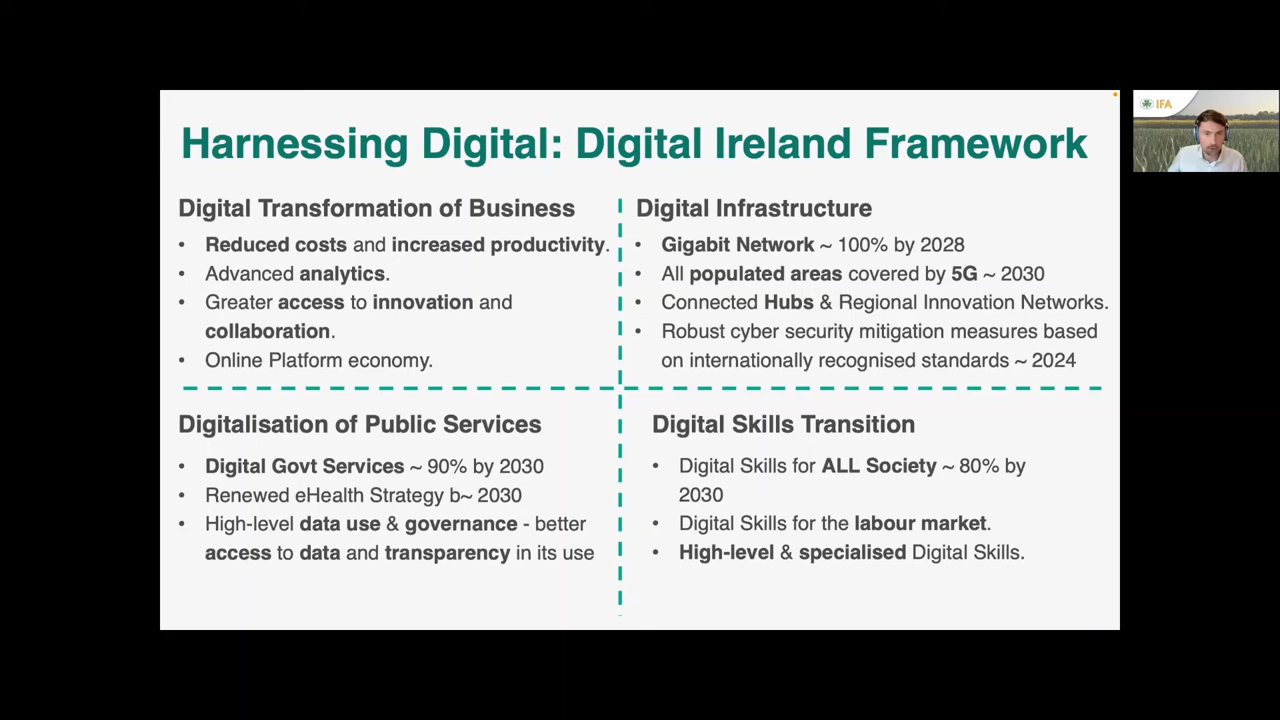 Harnessing Digital: Digital Ireland Framework
Digital Transformation of Business
• Reduced costs and increased productivity.
• Advanced analytics.
• Greater access to innovation and
collaboration.
• Online Platform economy.
Digital Infrastructure
• Gigabit Network ~ 100% by 2028
• All populated areas covered by 5G ~ 2030
• Connected Hubs & Regional Innovation Networks.
• Robust cyber security mitigation measures based
on internationally recognised standards ~ 2024
Digitalisation of Public Services
• Digital Govt Services ~ 90% by 2030
• Renewed eHealth Strategy b~ 2030
• High-level data use & governance - better
access to data and transparency in its use
Digital Skills Transition
• Digital Skills for ALL Society ~ 80% by
2030
• Digital Skills for the labour market.
• High-level & specialised Digital Skills.
IFA